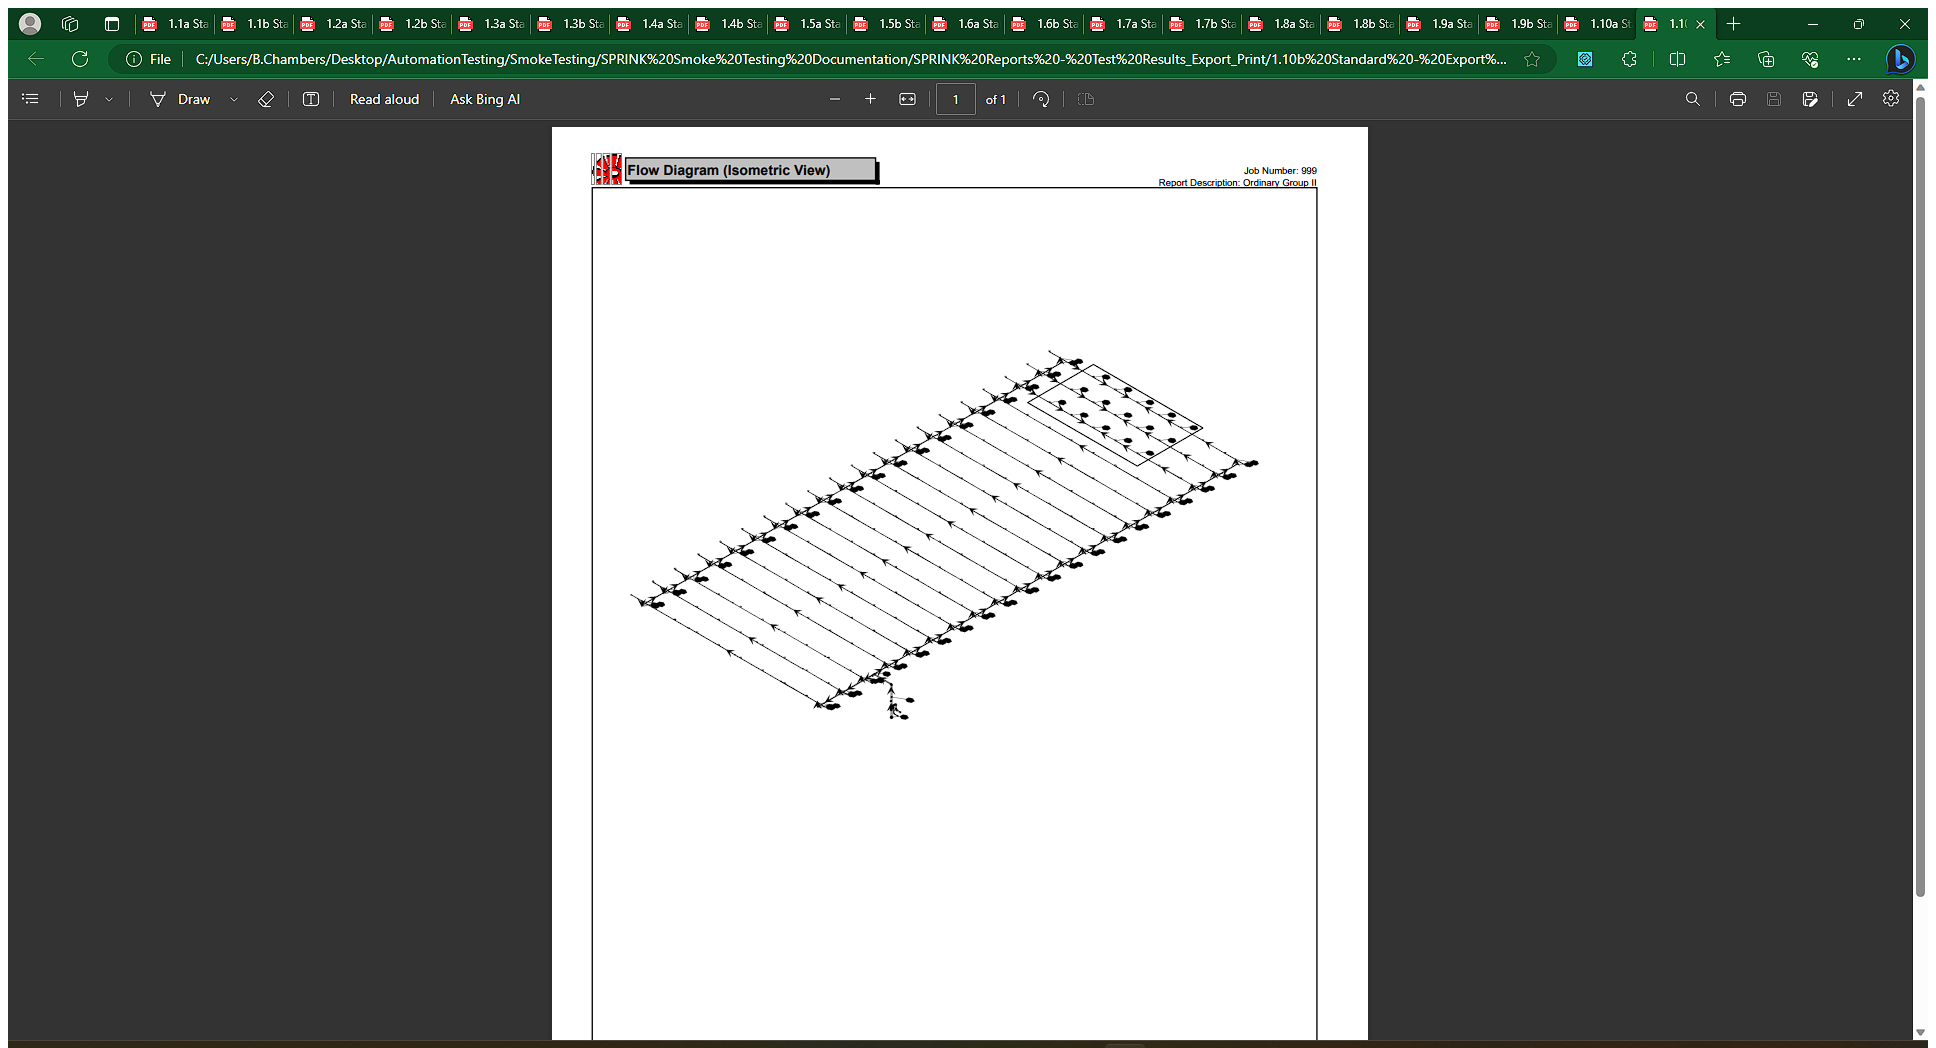 1.1a Sta
1.1b Sta
1.2a Sta
1.2b Sta
1.3a Sta
1.3b Sta
1.4a Sta
1.4b Sta
1.5a Sta
1.5b Sta
1.6a Sta
1.6b Sta
1.7a Sta
1.7b Sta
1.8a Sta
1.8b Sta
1.9a Sta
1.9b Sta
1.10a St
1.1
File
C:/Users/B.Chambers/Desktop/AutomationTesting/SmokeTesting/SPRINK%20Smoke%20Testing%20Documentation/SPRINK%20Reports%20-%20Test%20Results_Export_Print/1.10b%20Standard%20-%20Export%...
Draw
Read aloud
Ask Bing AI
1 of 1
Flow Diagram (Isometric View)
Job Number: 999
Report Description: Ordinary Group II